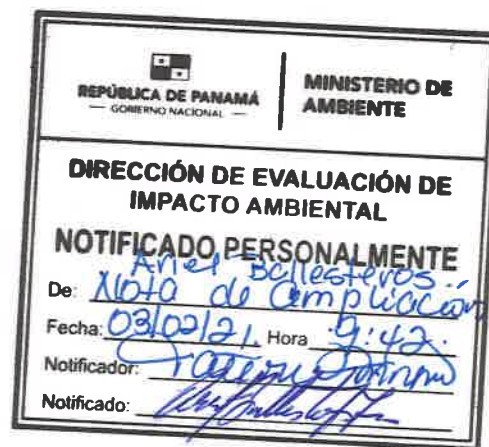 REPÚBLICA DE PANAMÁ
— GOBIERNO NACIONAL —
MINISTERIO DE
AMBIENTE
DIRECCIÓN DE EVALUACIÓN DE
IMPACTO AMBIENTAL
NOTIFICADO PERSONALMENTE
Ariel Ballesteros
De: Nota de Ampliación
Fecha: 03/02/21 Hora 9:42
Notificador:
Notificado: